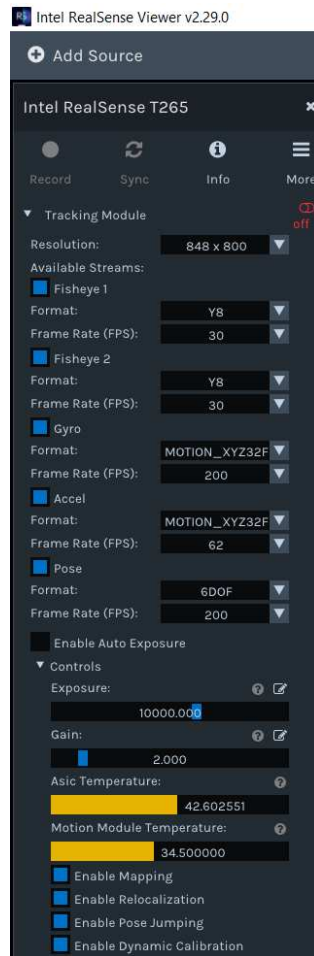 Intel RealSense Viewer v2.29.0
Add Source
Intel RealSense T265
Record Sync Info More
Tracking Module
off
Resolution: 848 x 800
Available Streams:
Fisheye 1
Format: Y8
Frame Rate (FPS): 30
Fisheye 2
Format: Y8
Frame Rate (FPS): 30
Gyro
Format: MOTION_XYZ32F
Frame Rate (FPS): 200
Accel
Format: MOTION_XYZ32F
Frame Rate (FPS): 62
Pose
Format: 6DOF
Frame Rate (FPS): 200
Enable Auto Exposure
Controls
Exposure:
10000.000
Gain:
2.000
Asic Temperature:
42.602551
Motion Module Temperature:
34.500000
Enable Mapping
Enable Relocalization
Enable Pose Jumping
Enable Dynamic Calibration